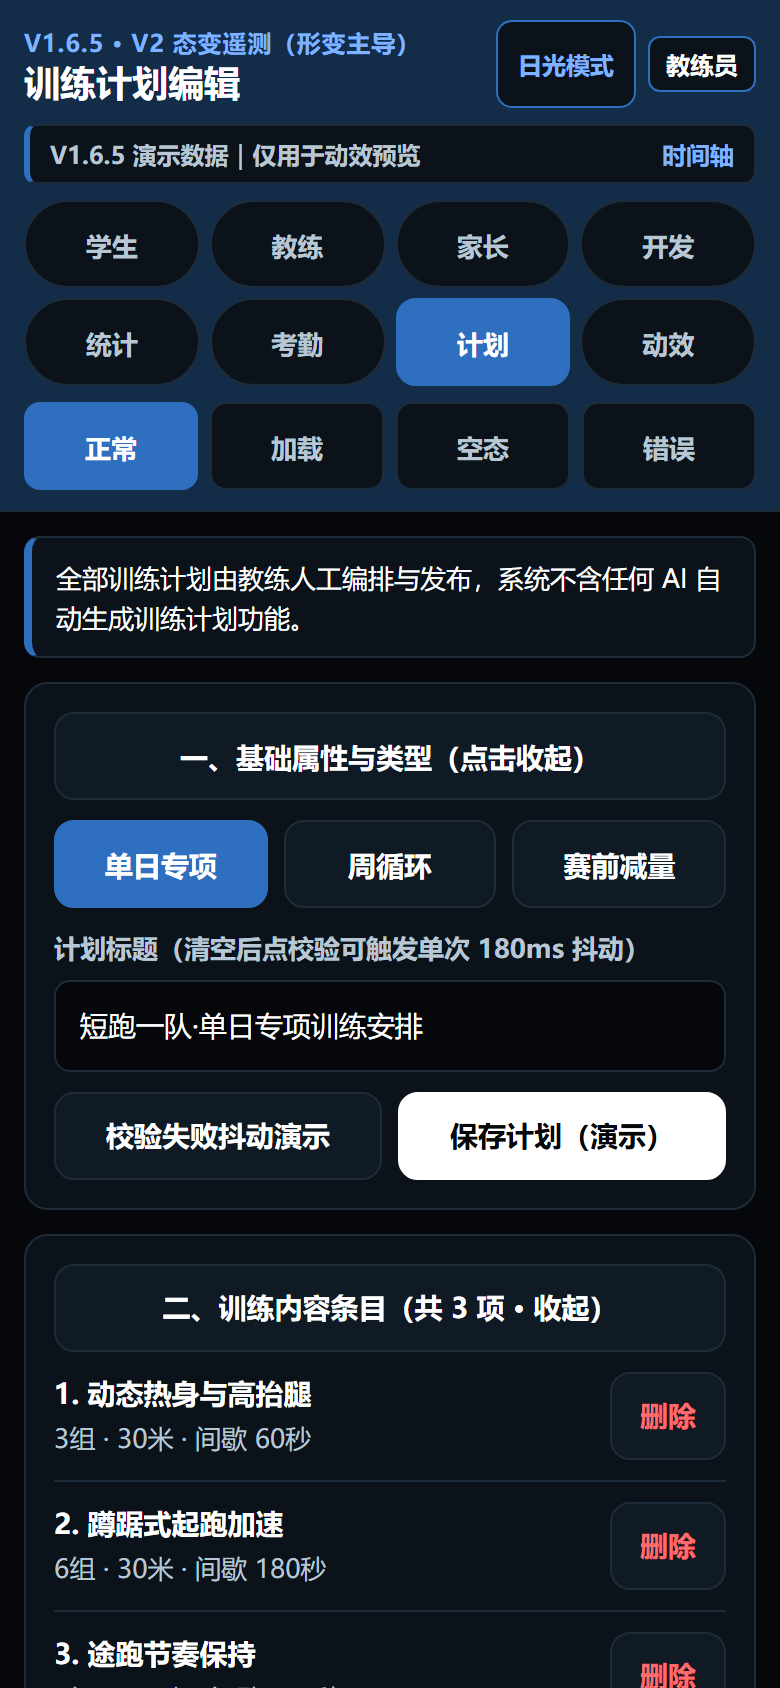 V1.6.5 • V2 态变遥测（形变主导）
训练计划编辑
日光模式
教练员
V1.6.5 演示数据 | 仅用于动效预览
时间轴
学生
教练
家长
开发
统计
考勤
计划
动效
正常
加载
空态
错误
全部训练计划由教练人工编排与发布，系统不含任何 AI 自
动生成训练计划功能。
一、基础属性与类型（点击收起）
单日专项
周循环
赛前减量
计划标题（清空后点校验可触发单次 180ms 抖动）
短跑一队·单日专项训练安排
校验失败抖动演示
保存计划（演示）
二、训练内容条目（共 3 项 • 收起）
1. 动态热身与高抬腿
3组 · 30米 · 间歇 60秒
删除
2. 蹲踞式起跑加速
6组 · 30米 · 间歇 180秒
删除
3. 途跑节奏保持
删除